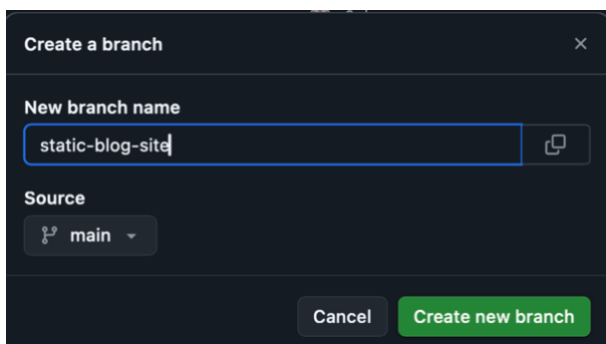 Create a branch
New branch name
static-blog-site
Source
main
Cancel Create new branch